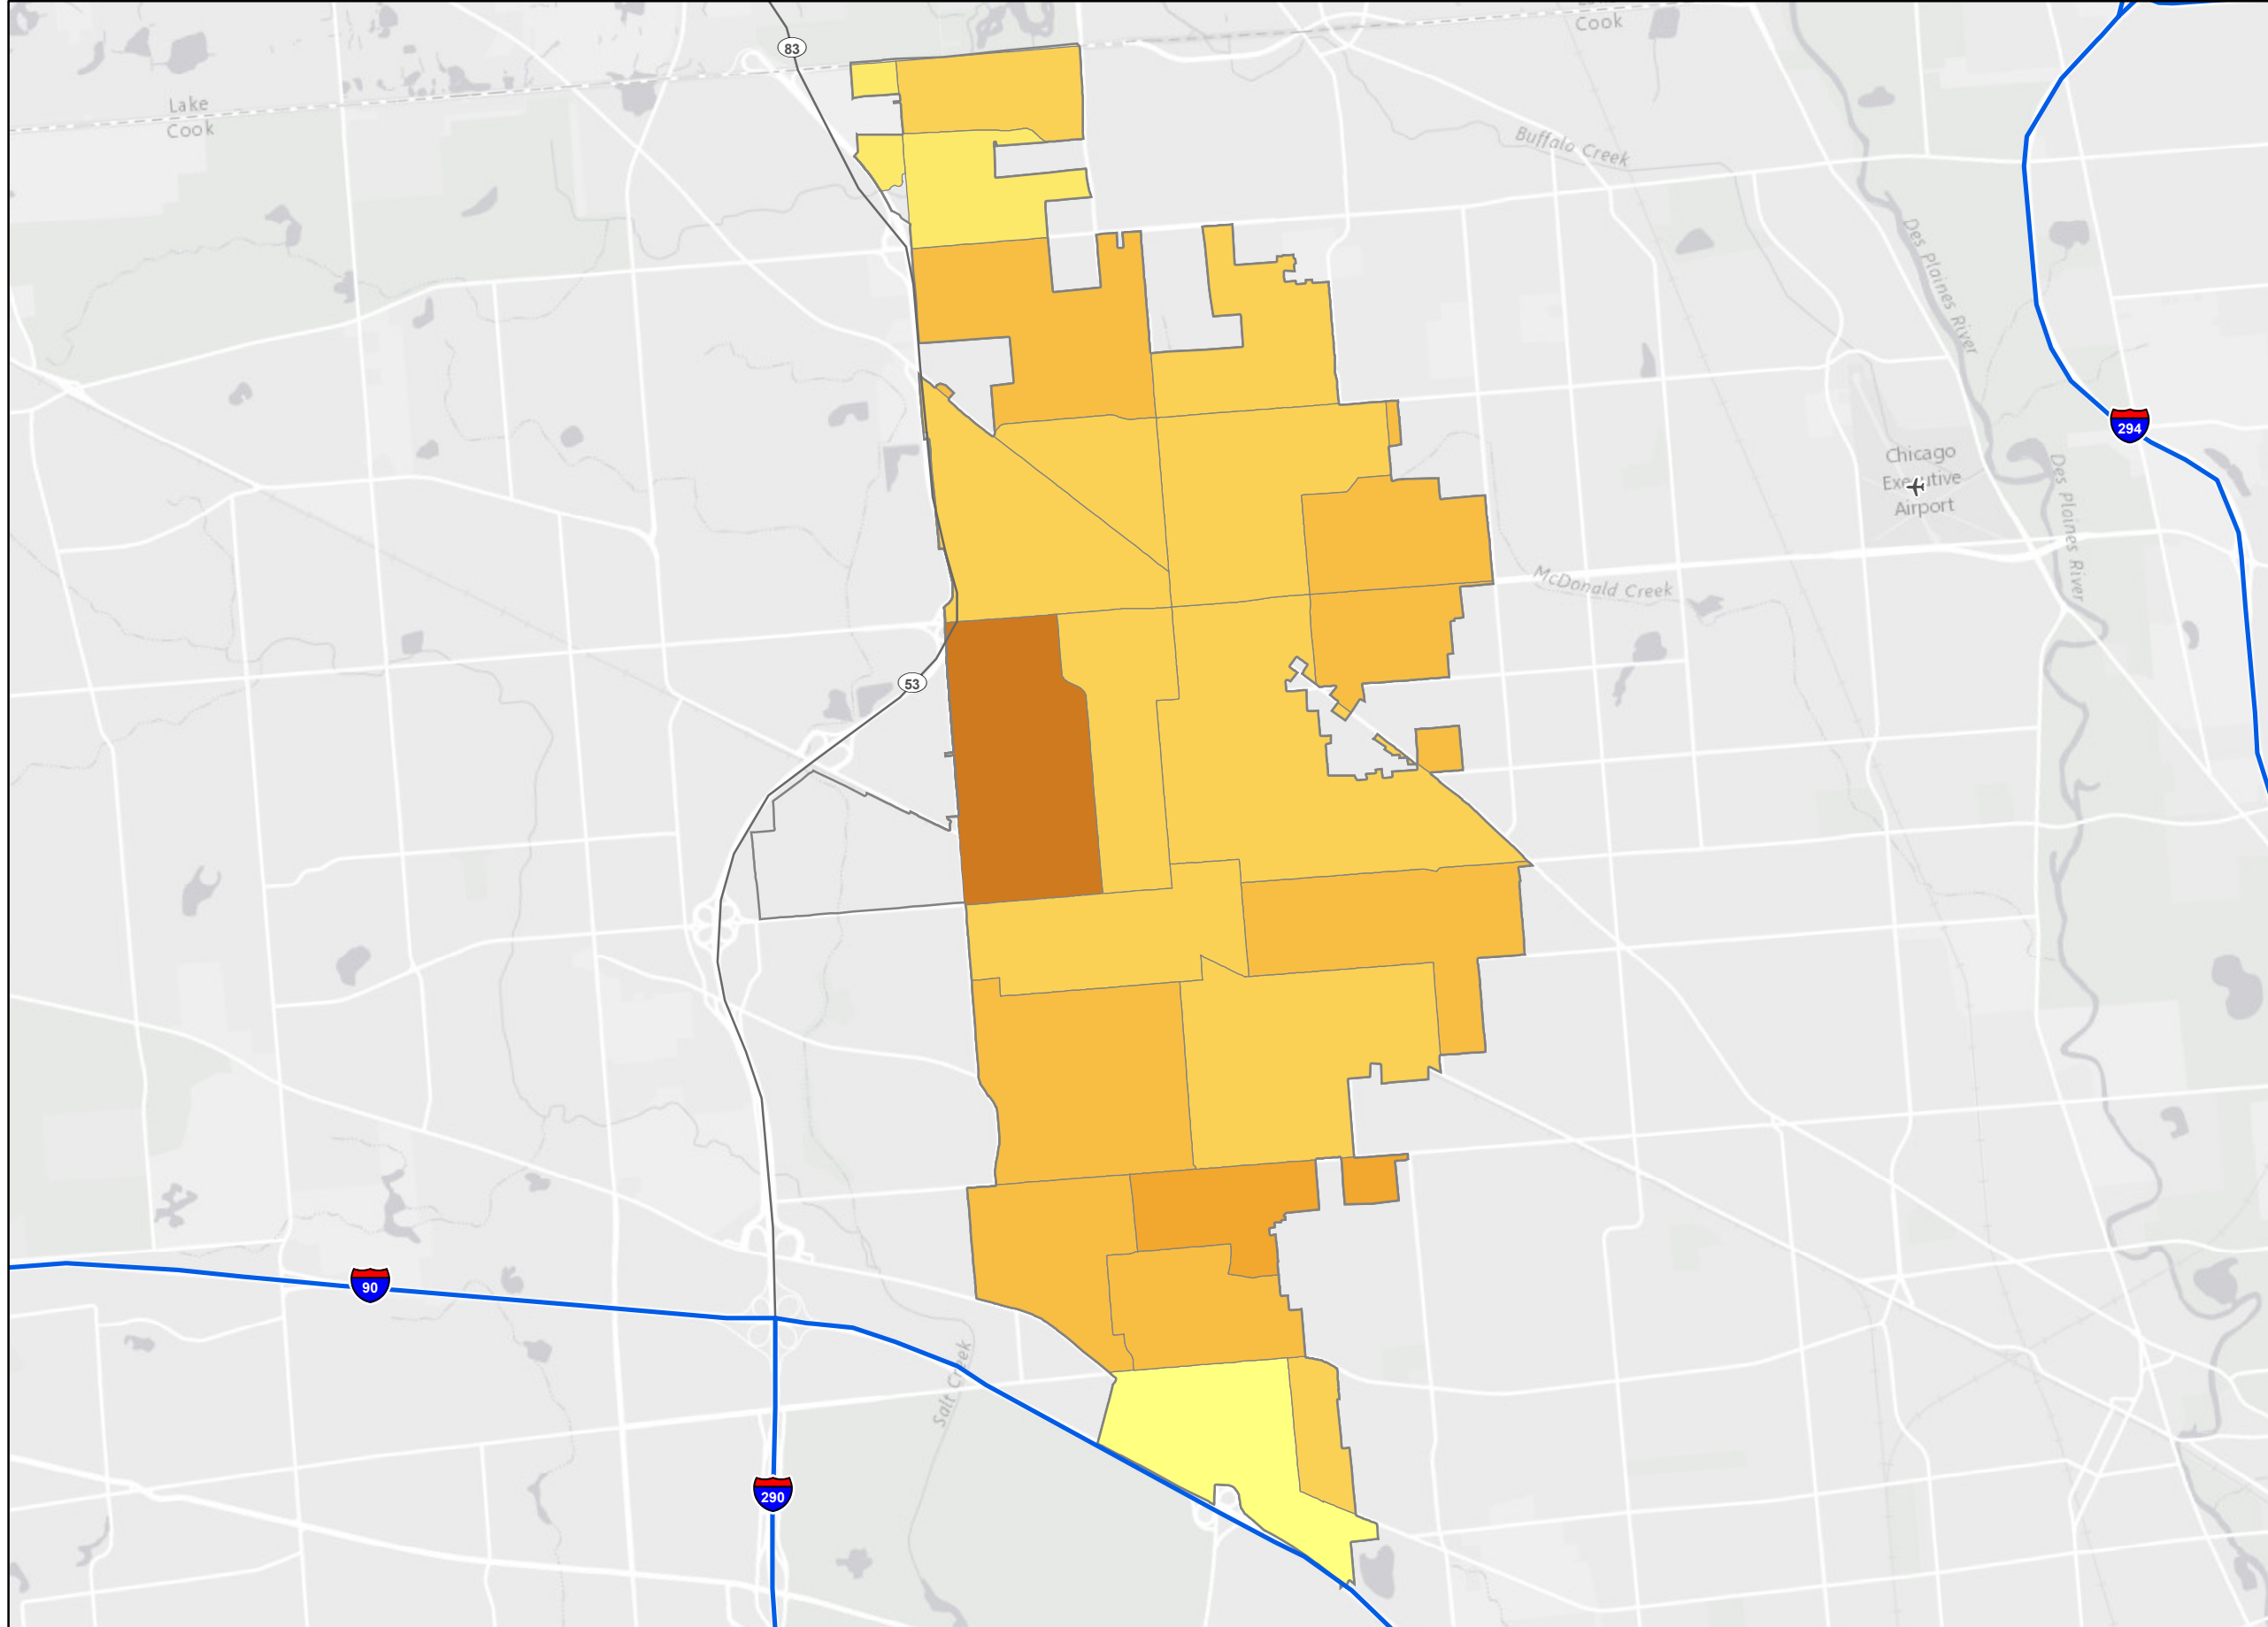 83
Cook
Lake
Cook
Buffalo Creek
Des Plaines River
294
Chicago
Executive
Airport
Des Plaines River
McDonald Creek
53
90
Salt Creek
290